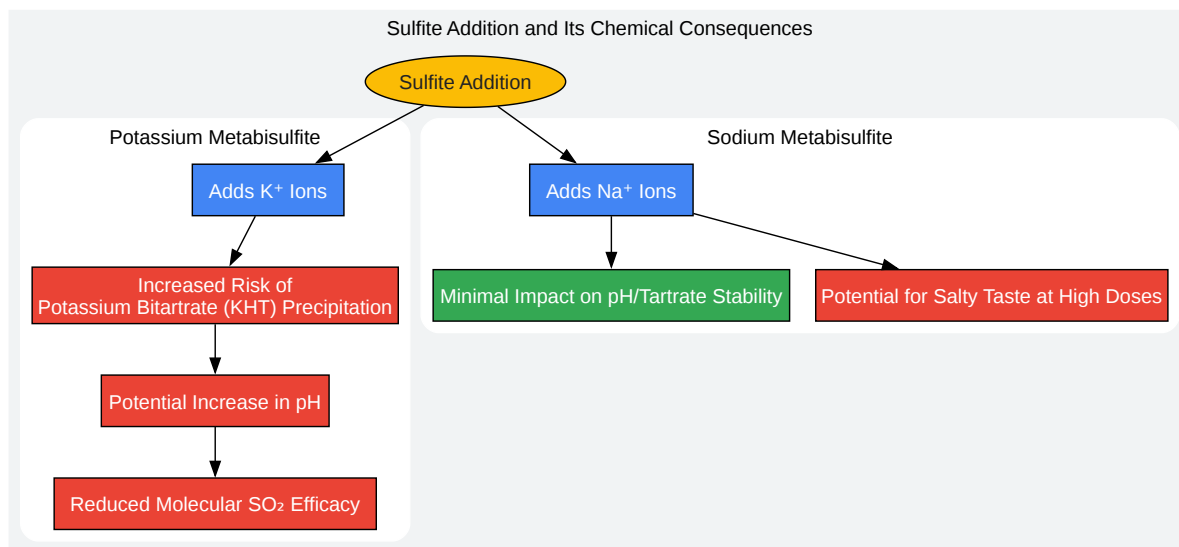 Sulfite Addition and Its Chemical Consequences
Sulfite Addition
Potassium Metabisulfite
Adds K⁺ Ions
Increased Risk of
Potassium Bitartrate (KHT) Precipitation
Potential Increase in pH
Reduced Molecular SO₂ Efficacy
Sodium Metabisulfite
Adds Na⁺ Ions
Minimal Impact on pH/Tartrate Stability
Potential for Salty Taste at High Doses